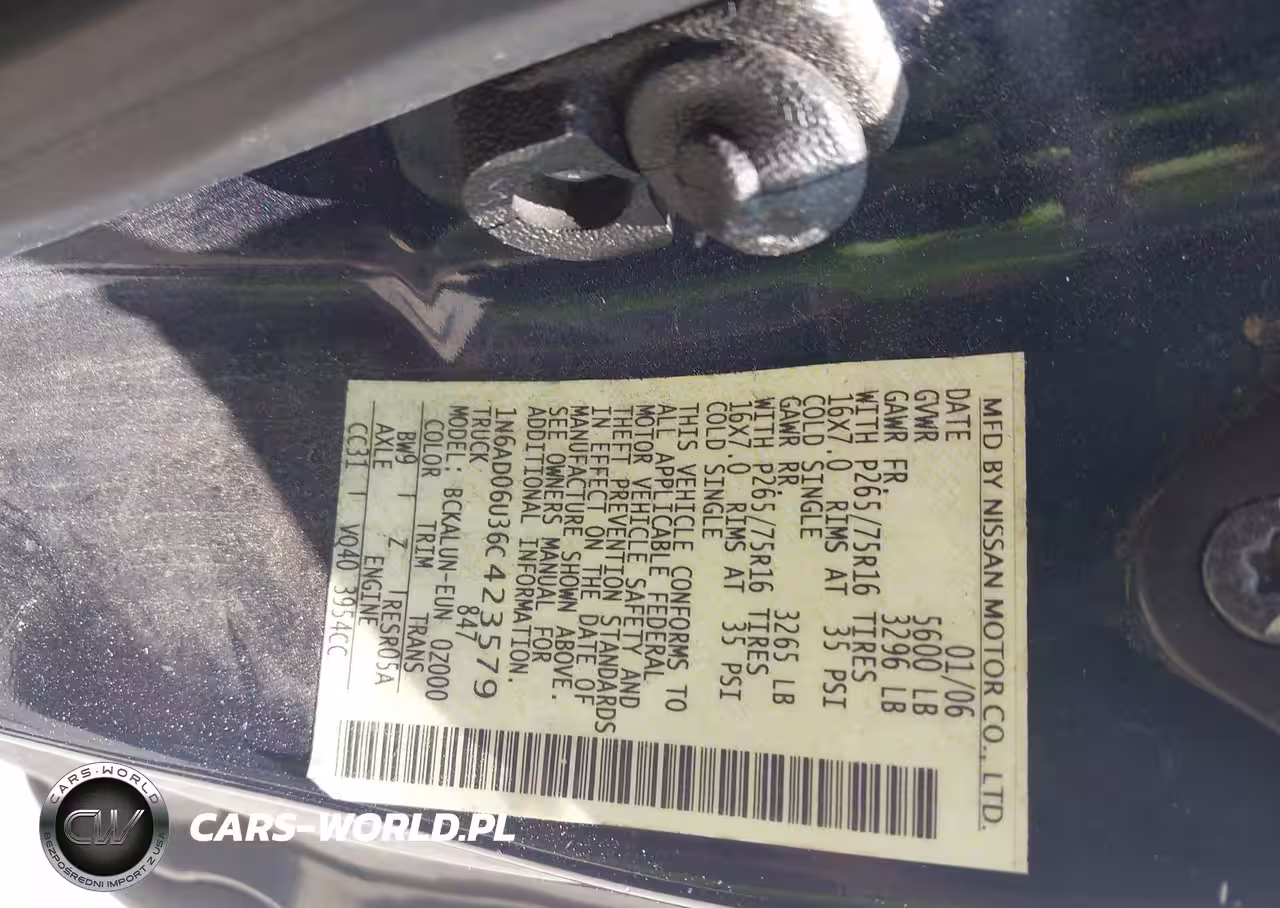 MFD BY NISSAN MOTOR CO., LTD.
DATE 01/06
GVWR 5600 LB
GAWR FR. 3296 LB
WITH P265/75R16 TIRES
16X7.0 RIMS AT 35 PSI
COLD SINGLE
GAWR RR. 3265 LB
WITH P265/75R16 TIRES
16X7.0 RIMS AT 35 PSI
COLD SINGLE
THIS VEHICLE CONFORMS TO
ALL APPLICABLE FEDERAL
MOTOR VEHICLE SAFETY AND
THEFT PREVENTION STANDARDS
IN EFFECT ON THE DATE OF
MANUFACTURE SHOWN ABOVE.
SEE OWNERS MANUAL FOR
ADDITIONAL INFORMATION.
1N6AD06U36C423579
TRUCK 847
MODEL: BCKALUN-EUN 02000
COLOR TRIM TRANS
BW9 I Z I RE5R05A
AXLE ENGINE
CC31 I VQ40 3954CC
CARS-WORLD
CW
BEZPOŚREDNI IMPORT Z USA
CARS-WORLD.PL